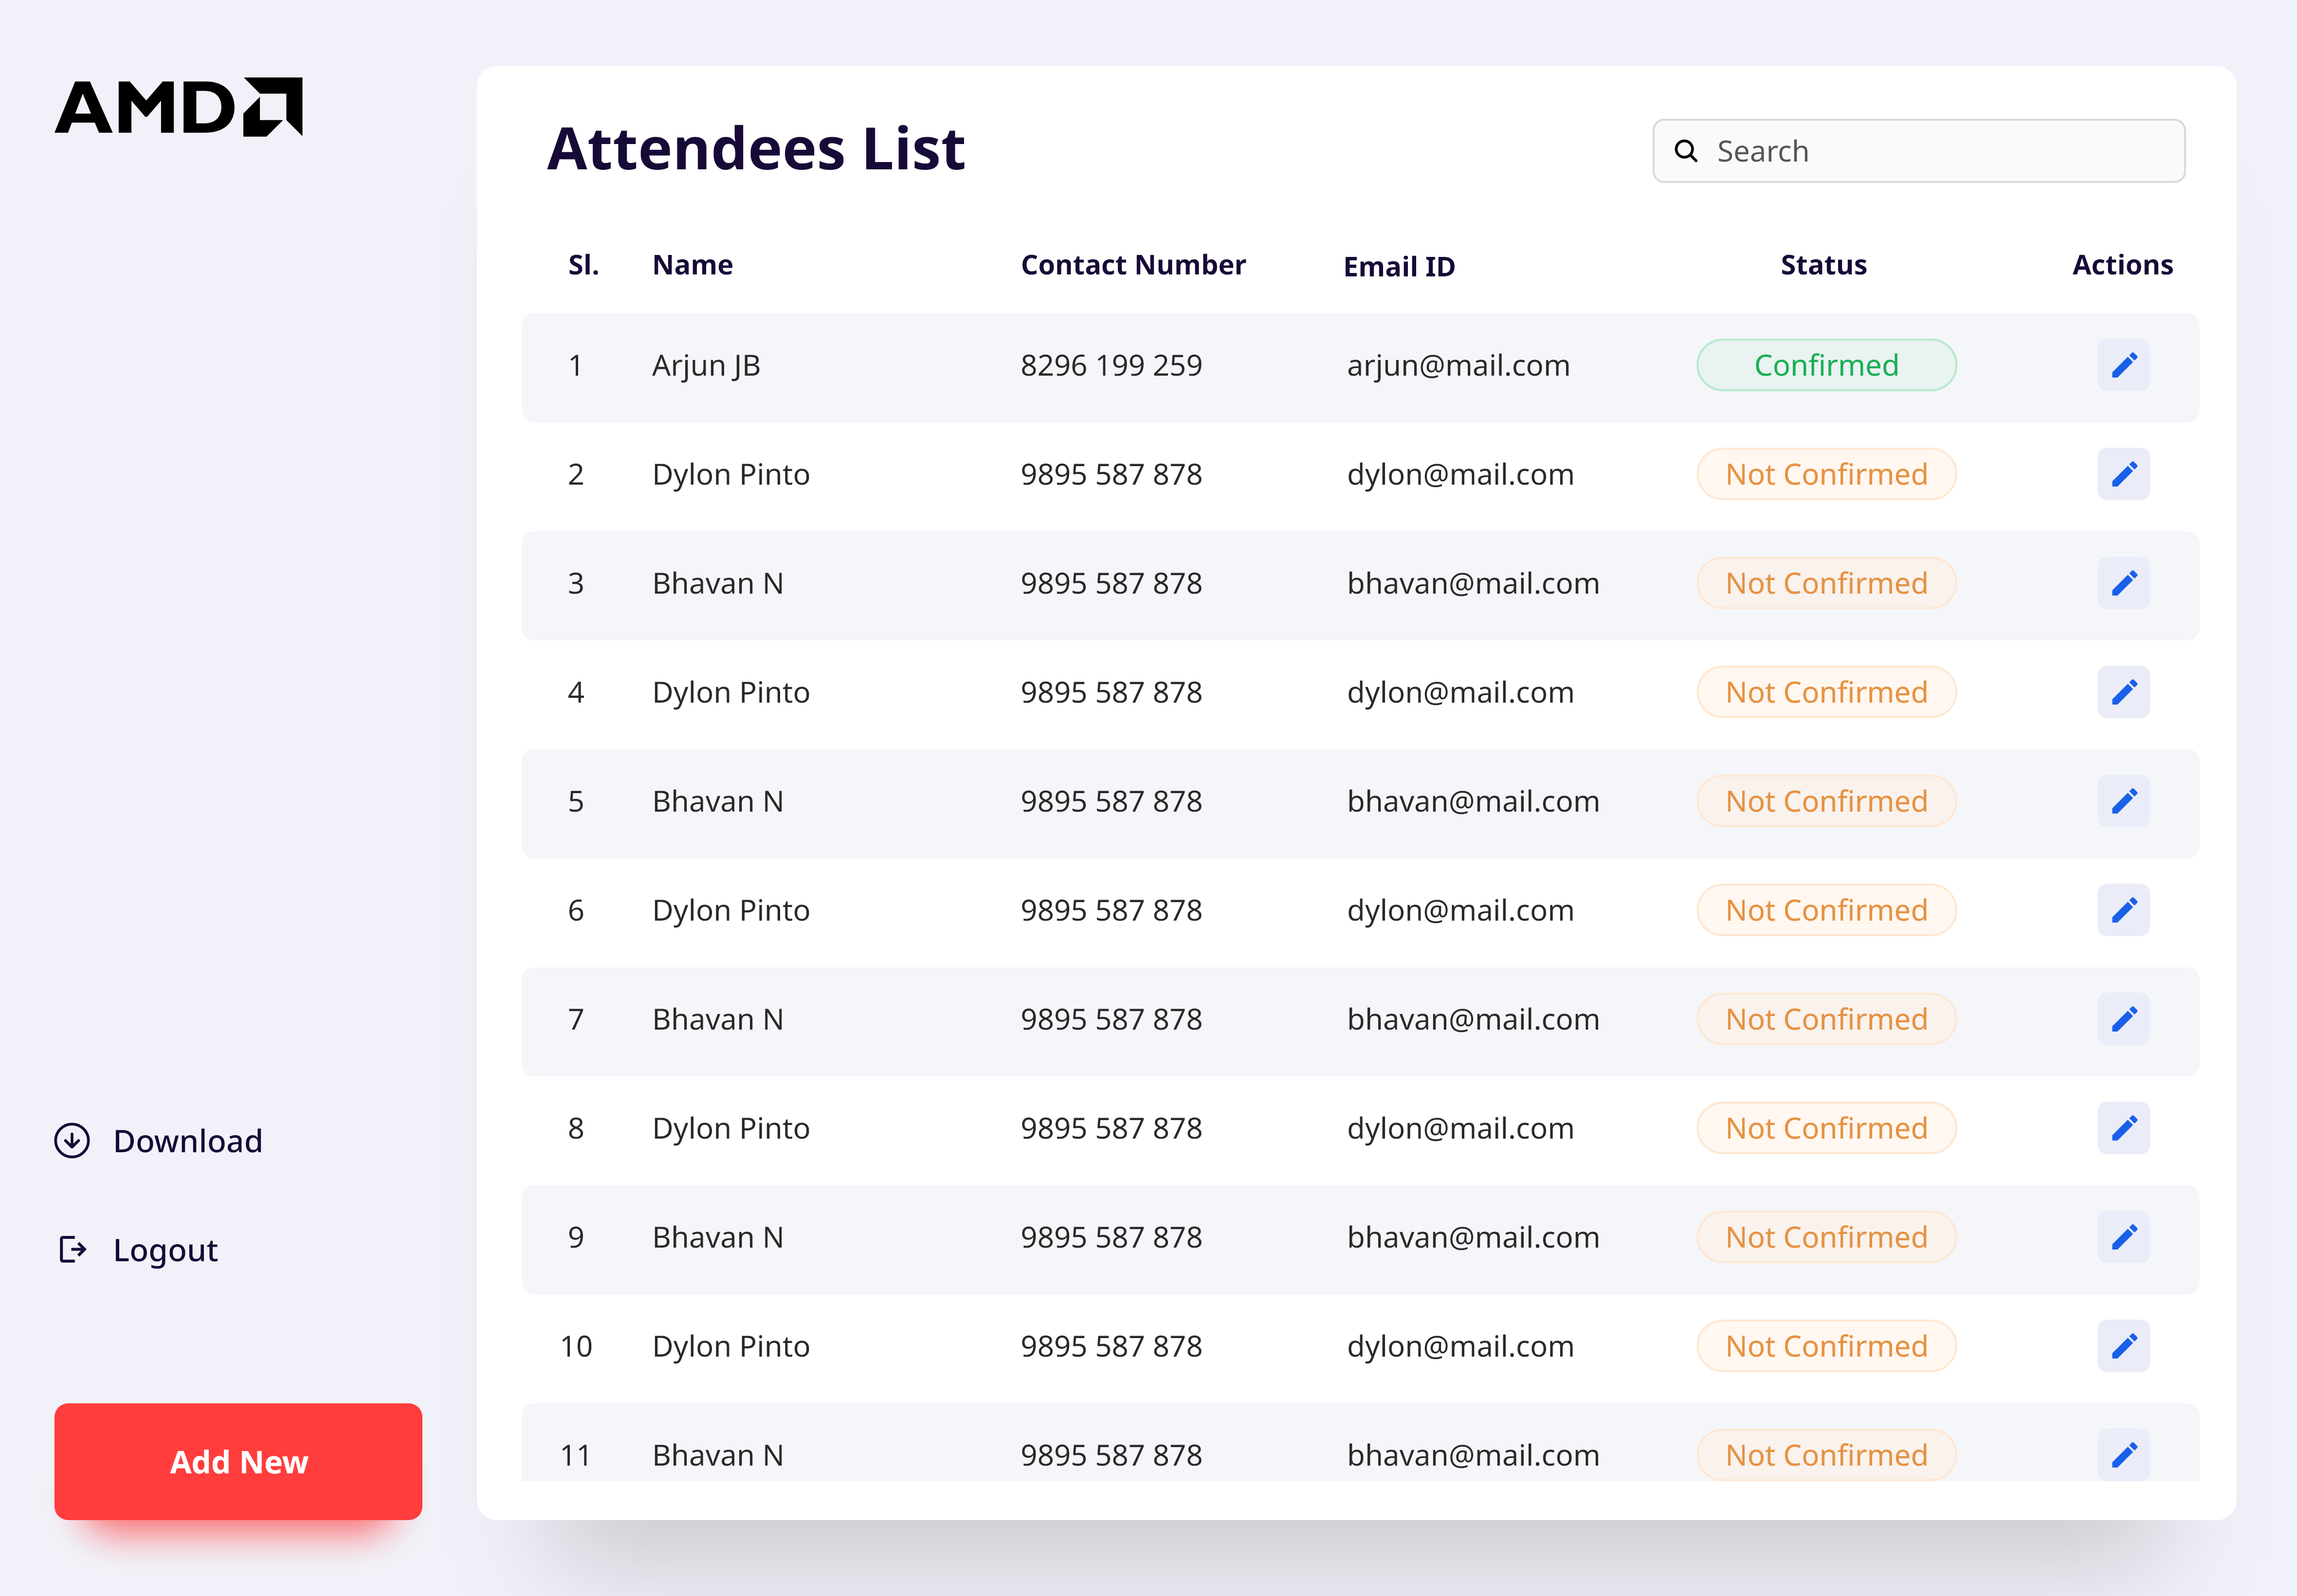 AMD
Attendees List
Search
Sl. Name Contact Number Email ID Status Actions
1 Arjun JB 8296 199 259 arjun@mail.com Confirmed
2 Dylon Pinto 9895 587 878 dylon@mail.com Not Confirmed
3 Bhavan N 9895 587 878 bhavan@mail.com Not Confirmed
4 Dylon Pinto 9895 587 878 dylon@mail.com Not Confirmed
5 Bhavan N 9895 587 878 bhavan@mail.com Not Confirmed
6 Dylon Pinto 9895 587 878 dylon@mail.com Not Confirmed
7 Bhavan N 9895 587 878 bhavan@mail.com Not Confirmed
8 Dylon Pinto 9895 587 878 dylon@mail.com Not Confirmed
9 Bhavan N 9895 587 878 bhavan@mail.com Not Confirmed
10 Dylon Pinto 9895 587 878 dylon@mail.com Not Confirmed
11 Bhavan N 9895 587 878 bhavan@mail.com Not Confirmed
Download
Logout
Add New